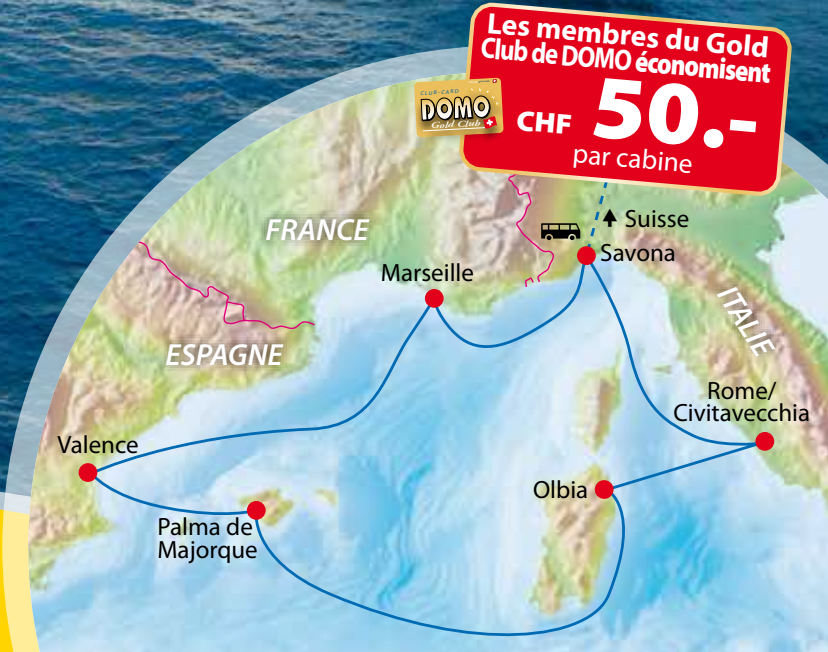 Les membres du Gold
Club de DOMO économisent
CHF 50.-
par cabine
CLUB-CARD
DOMO
Gold Club
FRANCE
Suisse
Savona
Marseille
ITALIE
ESPAGNE
Rome/
Civitavecchia
Valence
Olbia
Palma de
Majorque